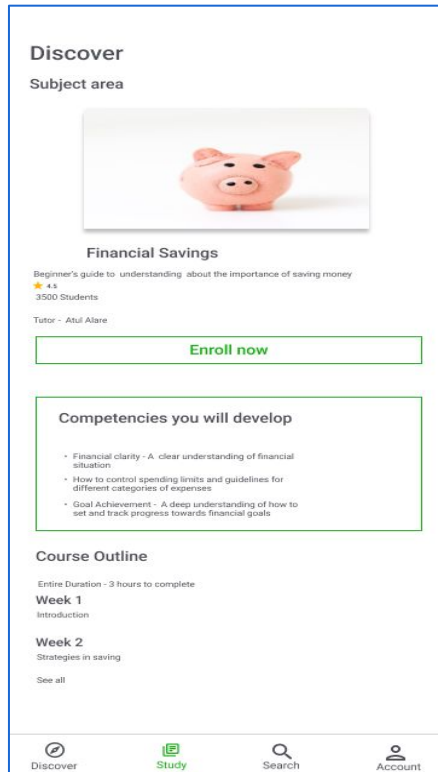 Discover
Subject area
Financial Savings
Beginner's guide to understanding about the importance of saving money
4.5
3500 Students
Tutor - Atul Alare
Enroll now
Competencies you will develop
• Financial clarity - A clear understanding of financial
situation
• How to control spending limits and guidelines for
different categories of expenses
• Goal Achievement - A deep understanding of how to
set and track progress towards financial goals
Course Outline
Entire Duration - 3 hours to complete
Week 1
Introduction
Week 2
Strategies in saving
See all
Discover
Study
Search
Account